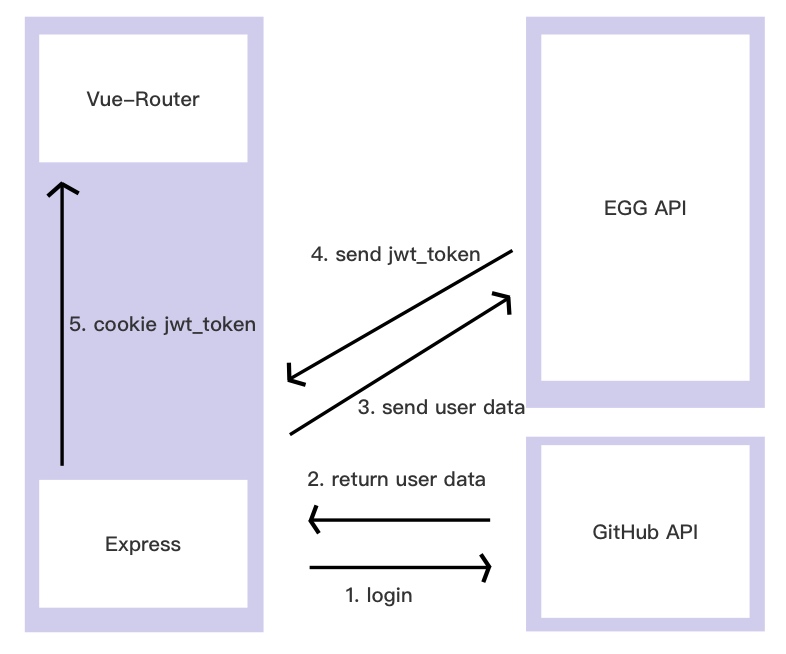 Vue-Router
EGG API
4. send jwt_token
5. cookie jwt_token
3. send user data
2. return user data
GitHub API
Express
1. login